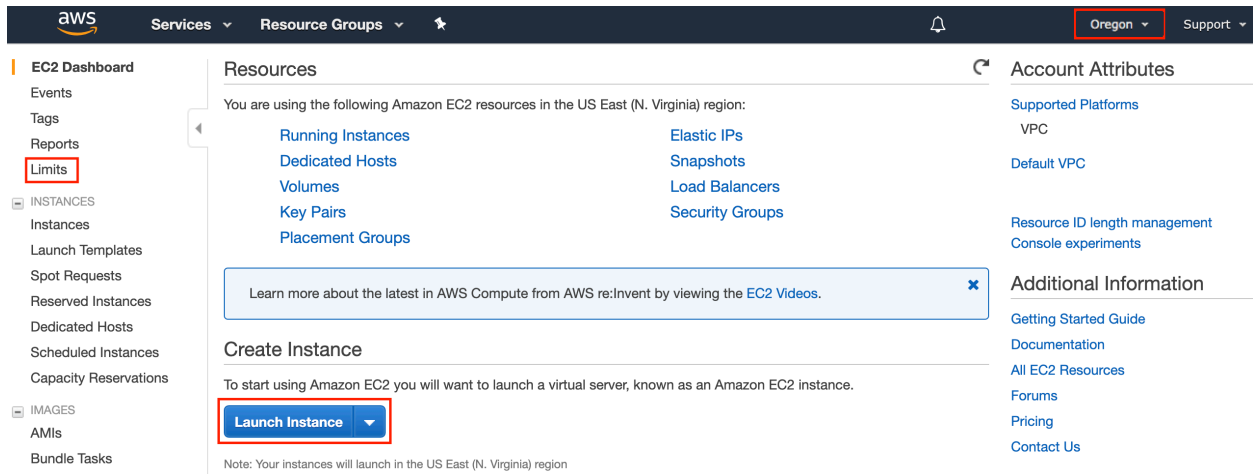 aws Services Resource Groups Oregon Support
EC2 Dashboard
Events
Tags
Reports
Limits
INSTANCES
Instances
Launch Templates
Spot Requests
Reserved Instances
Dedicated Hosts
Scheduled Instances
Capacity Reservations
IMAGES
AMIs
Bundle Tasks
Resources
You are using the following Amazon EC2 resources in the US East (N. Virginia) region:
Running Instances
Dedicated Hosts
Volumes
Key Pairs
Placement Groups
Elastic IPs
Snapshots
Load Balancers
Security Groups
Learn more about the latest in AWS Compute from AWS re:Invent by viewing the EC2 Videos.
Create Instance
To start using Amazon EC2 you will want to launch a virtual server, known as an Amazon EC2 instance.
Launch Instance
Note: Your instances will launch in the US East (N. Virginia) region
Account Attributes
Supported Platforms
VPC
Default VPC
Resource ID length management
Console experiments
Additional Information
Getting Started Guide
Documentation
All EC2 Resources
Forums
Pricing
Contact Us